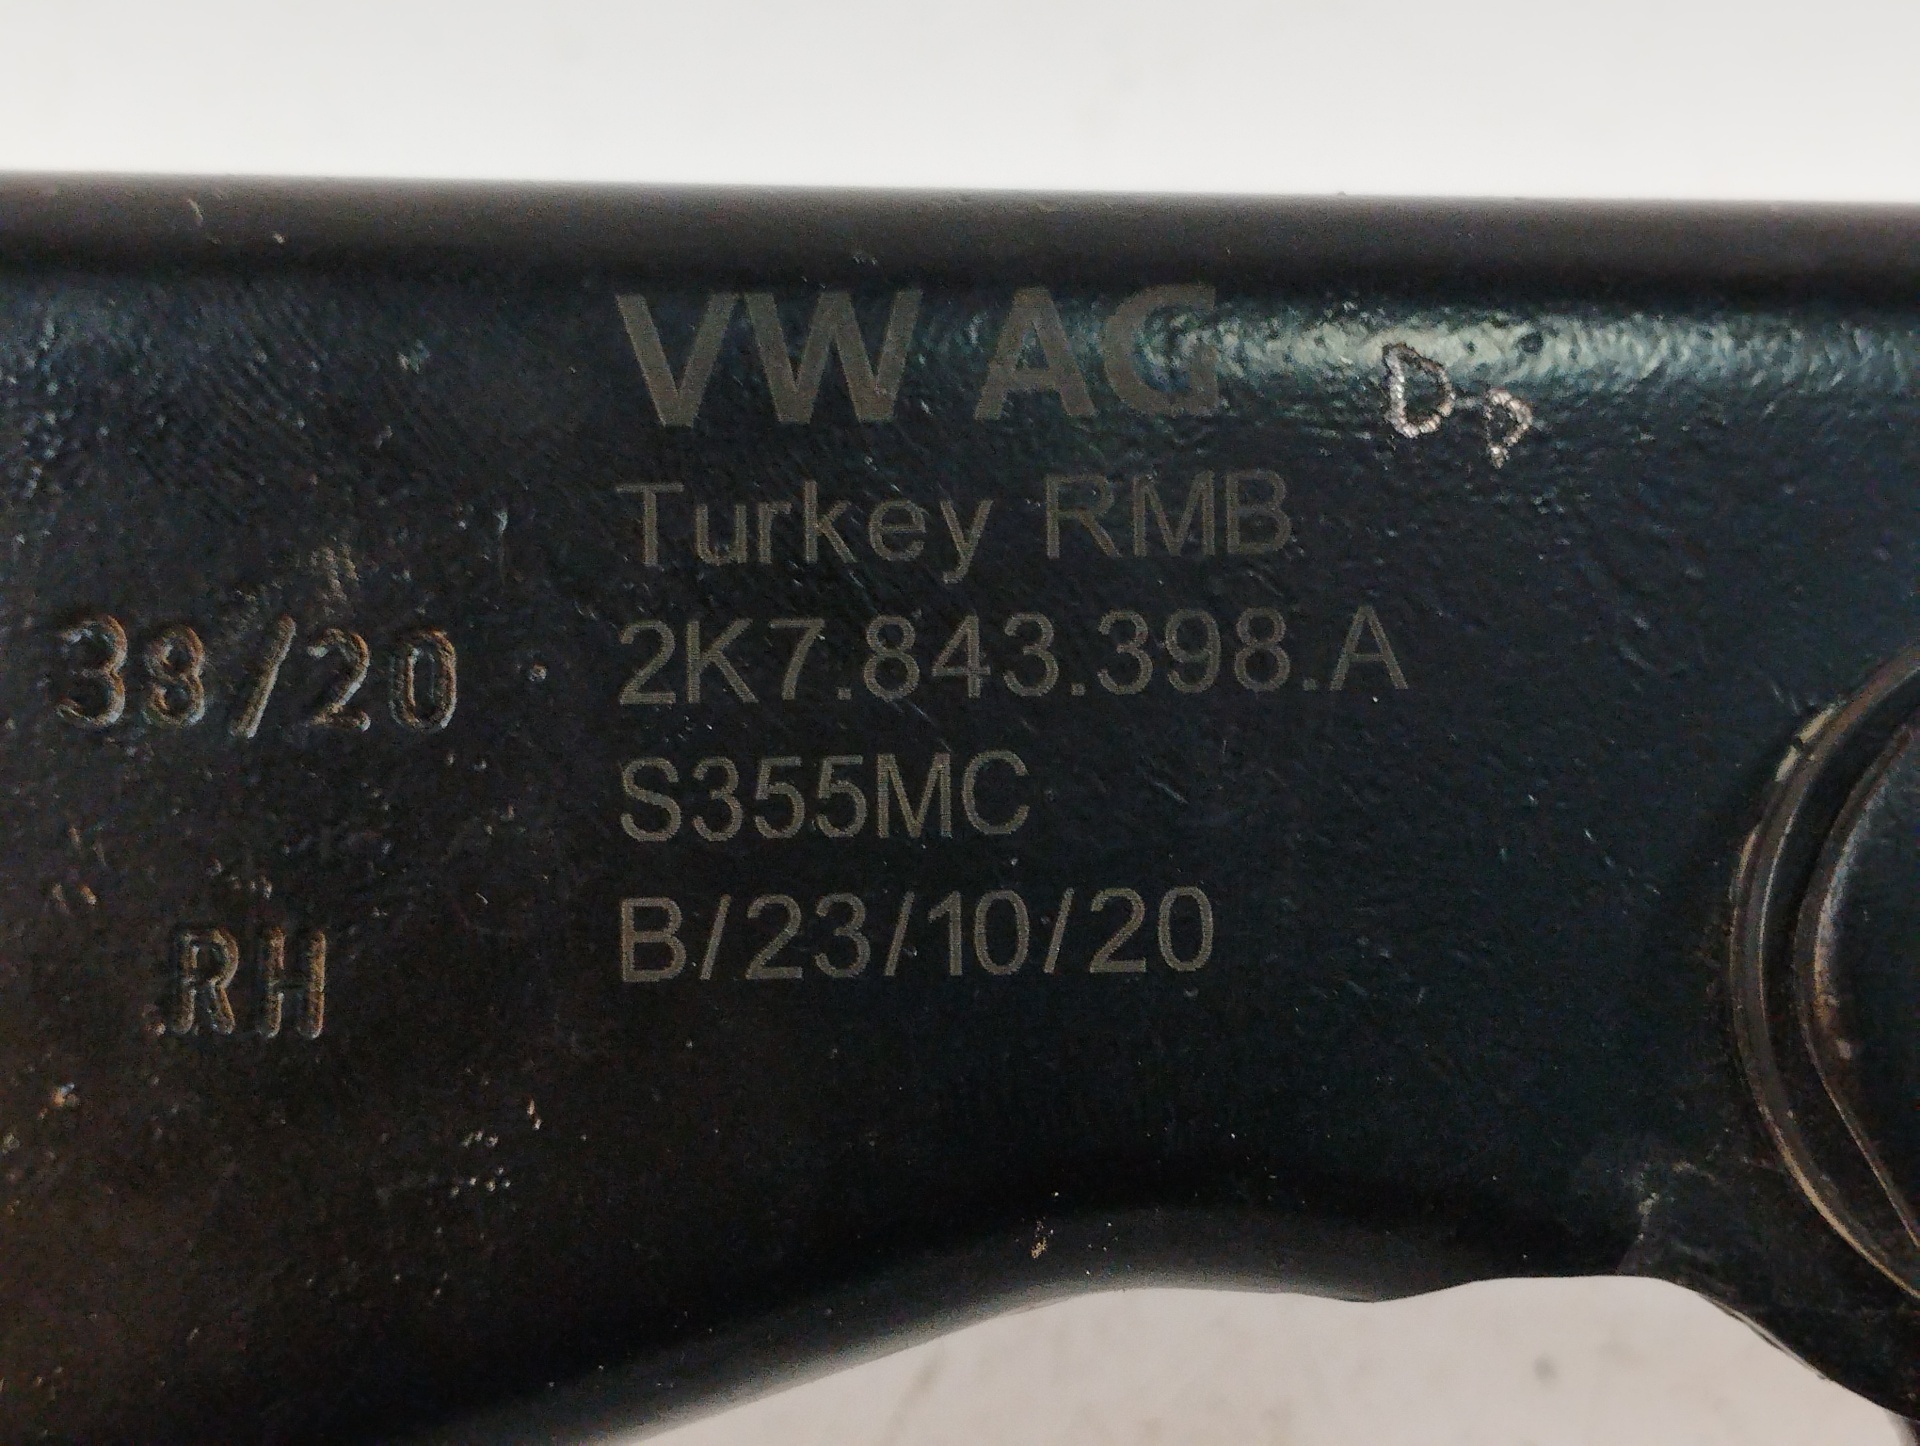 VW AG
Turkey RMB
2K7.843.398.A
S355MC
B/23/10/20
38/20
RH